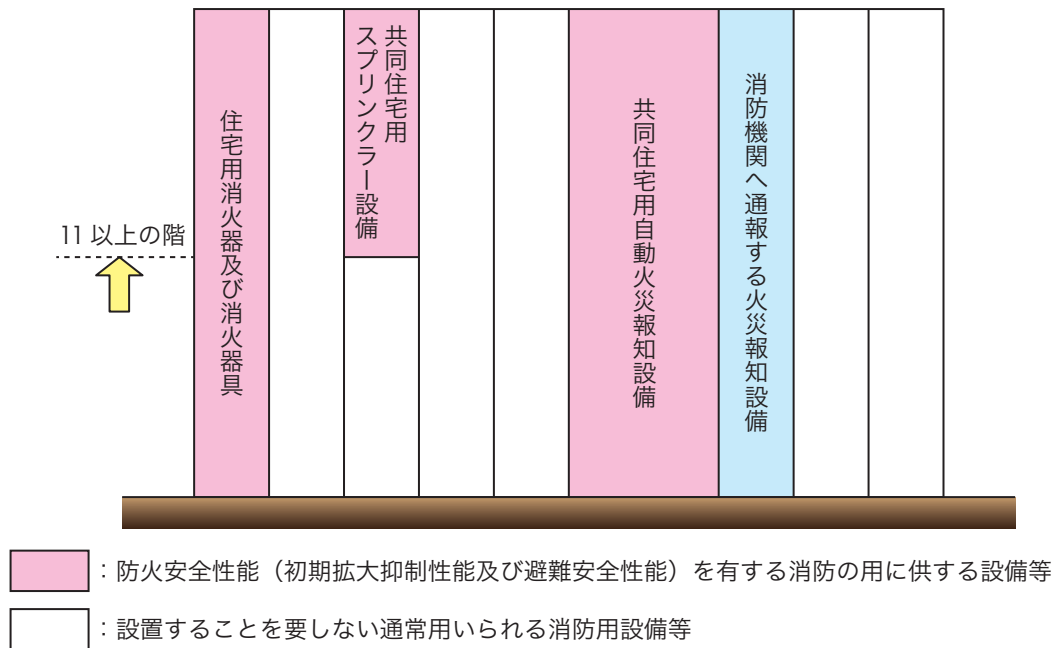 11 以上の階
住宅用消火器及び消火器具
共同住宅用
スプリンクラー設備
共同住宅用自動火災報知設備
消防機関へ通報する火災報知設備
：防火安全性能（初期拡大抑制性能及び避難安全性能）を有する消防の用に供する設備等
：設置することを要しない通常用いられる消防用設備等